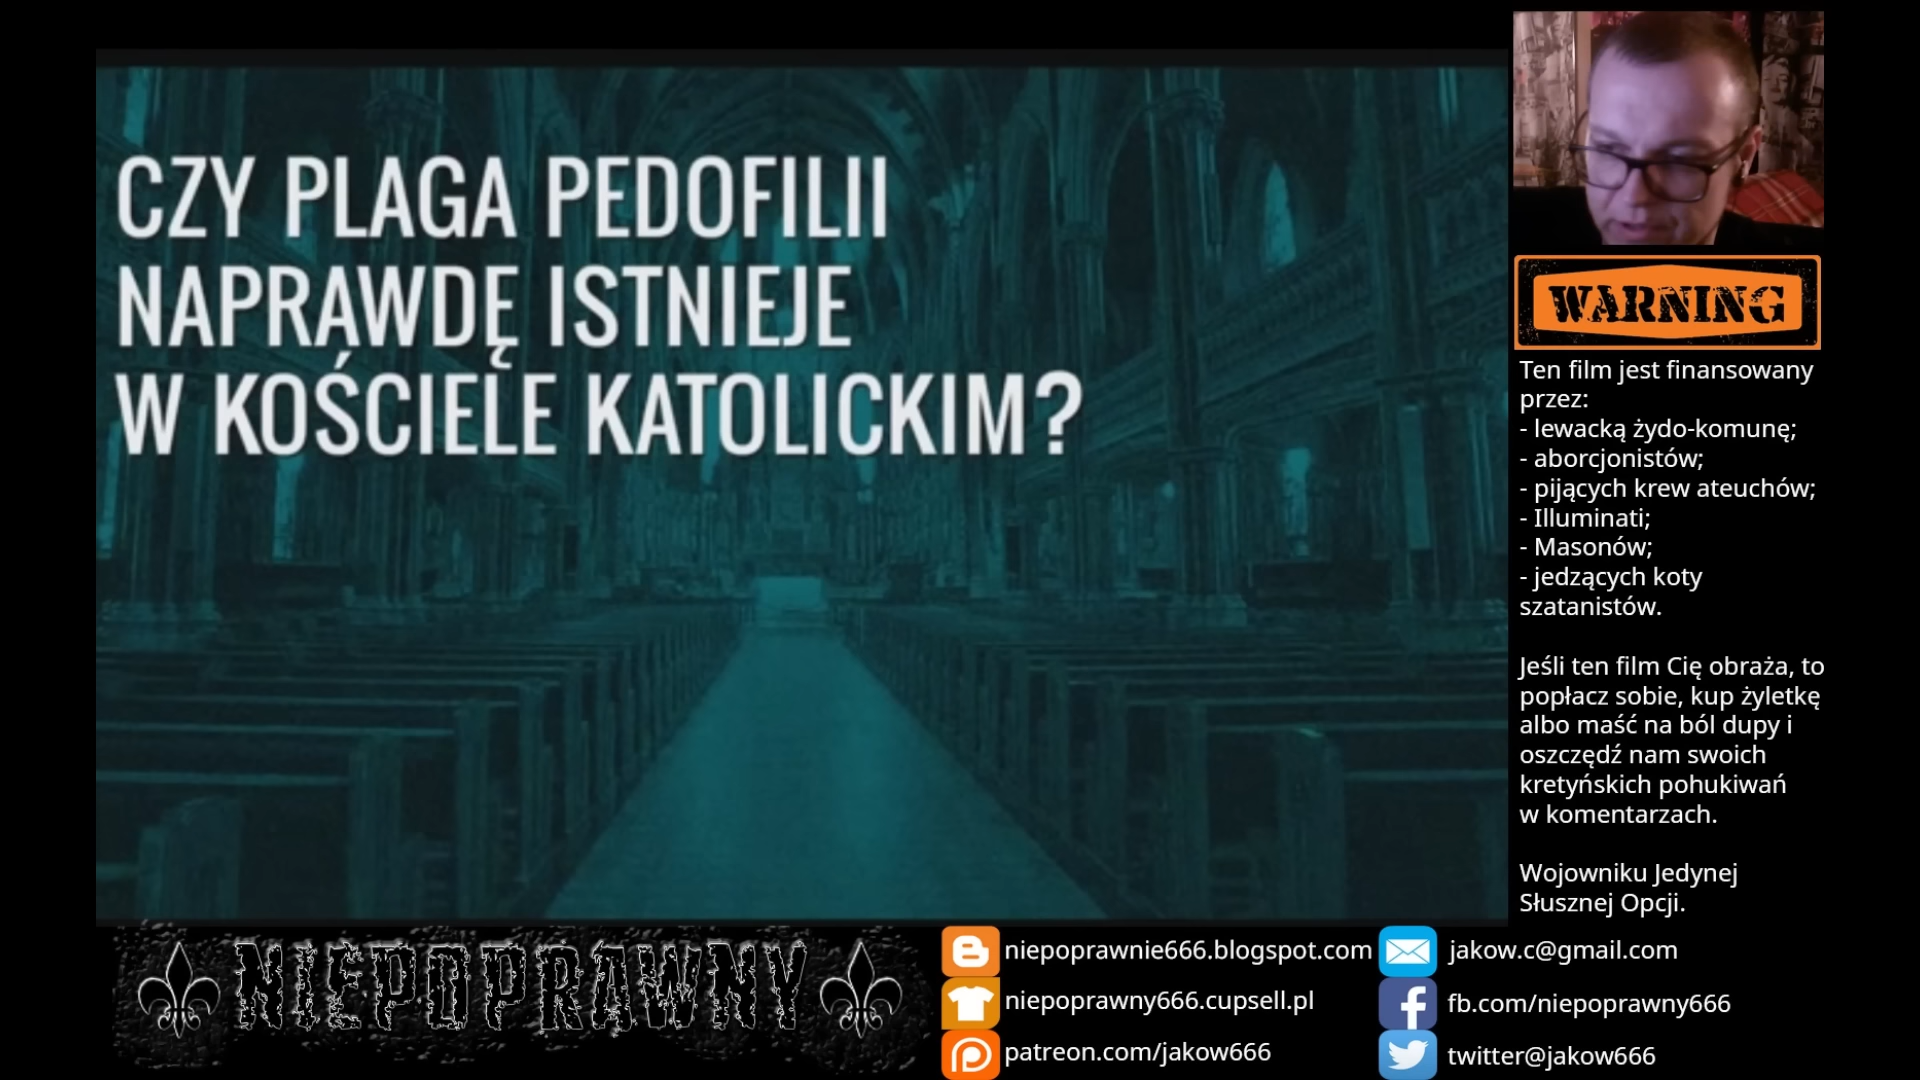 CZY PLAGA PEDOFILII
NAPRAWDĘ ISTNIEJE
W KOŚCIELE KATOLICKIM?
WARNING
Ten film jest finansowany
przez:
- lewacką żydo-komunę;
- aborcjonistów;
- pijących krew ateuchów;
- Illuminati;
- Masonów;
- jedzących koty
szatanistów.
Jeśli ten film Cię obraża, to
popłacz sobie, kup żyletkę
albo maść na ból dupy i
oszczędź nam swoich
kretyńskich pohukiwań
w komentarzach.
Wojowniku Jedynej
Słusznej Opcji.
NIEPOPRAWNY
niepoprawnie666.blogspot.com
niepoprawny666.cupsell.pl
patreon.com/jakow666
jakow.c@gmail.com
fb.com/niepoprawny666
twitter@jakow666